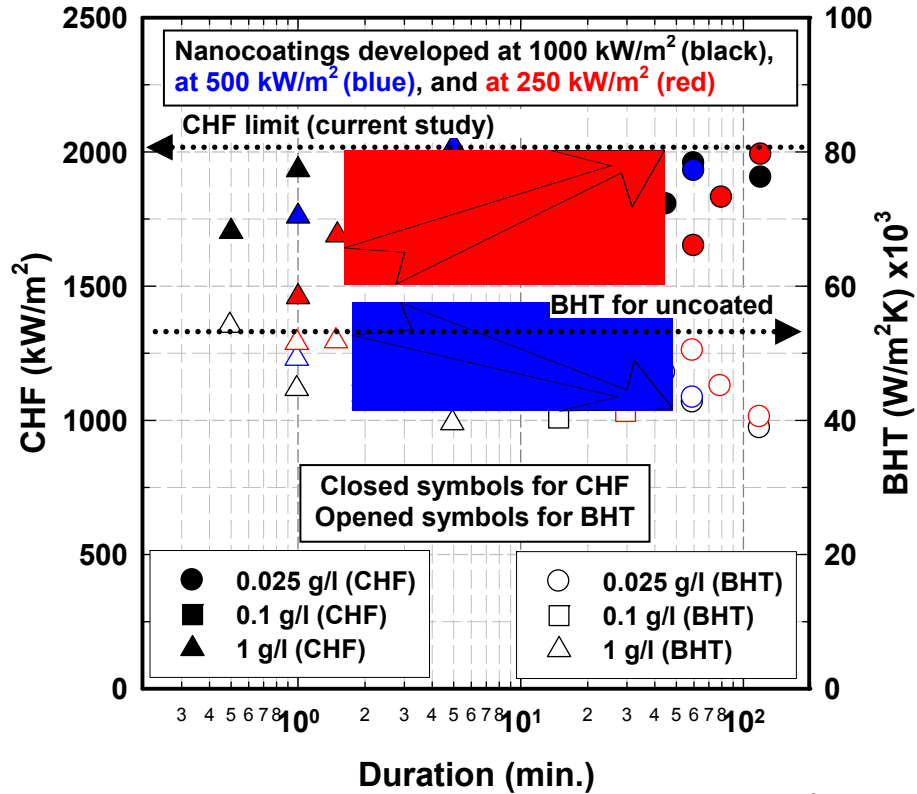 Nanocoatings developed at 1000 kW/m² (black),
at 500 kW/m² (blue), and at 250 kW/m² (red)
CHF limit (current study)
BHT for uncoated
Closed symbols for CHF
Opened symbols for BHT
0.025 g/l (CHF)
0.1 g/l (CHF)
1 g/l (CHF)
0.025 g/l (BHT)
0.1 g/l (BHT)
1 g/l (BHT)
CHF (kW/m²)
2500
2000
1500
1000
500
0
BHT (W/m²K) x10³
100
80
60
40
20
0
3 4 5 6 7 8 10⁰ 2 3 4 5 6 7 8 10¹ 2 3 4 5 6 7 8 10²
Duration (min.)